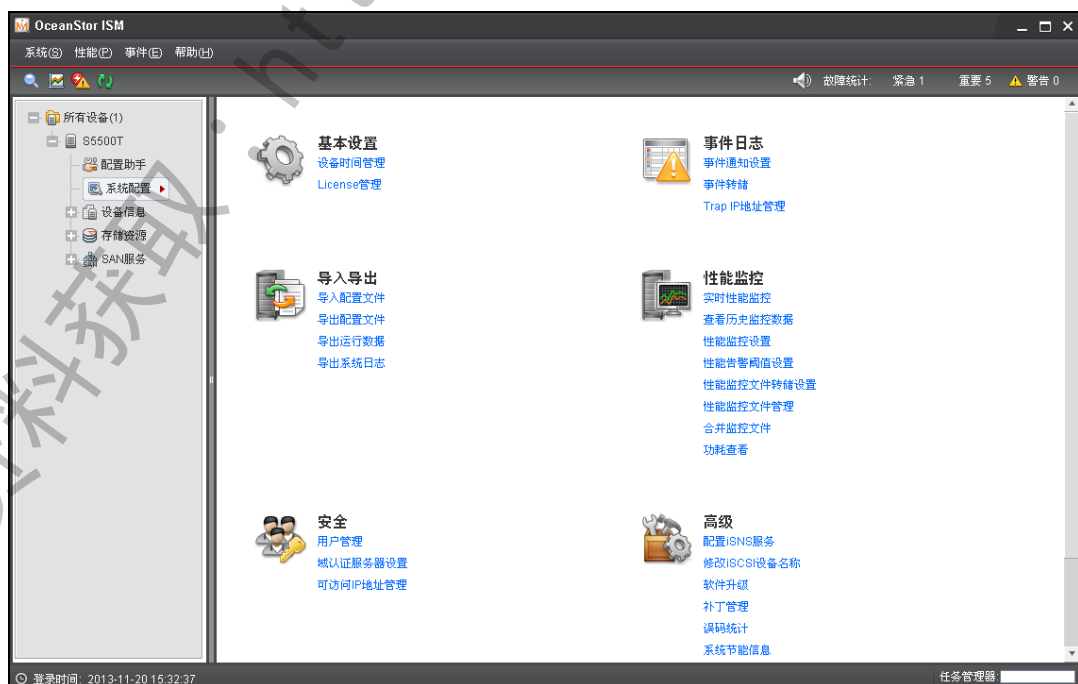 OceanStor ISM
系统(S) 性能(P) 事件(E) 帮助(H)
故障统计: 紧急 1 重要 5 警告 0
所有设备(1)
S5500T
配置助手
系统配置
设备信息
存储资源
SAN服务
基本设置
设备时间管理
License管理
事件日志
事件通知设置
事件转储
Trap IP地址管理
导入导出
导入配置文件
导出配置文件
导出运行数据
导出系统日志
性能监控
实时性能监控
查看历史监控数据
性能监控设置
性能告警阈值设置
性能监控文件转储设置
性能监控文件管理
合并监控文件
功耗查看
安全
用户管理
域认证服务器设置
可访问IP地址管理
高级
配置iSNS服务
修改iSCSI设备名称
软件升级
补丁管理
误码统计
系统节能信息
登录时间: 2013-11-20 15:32:37
任务管理器:
料获取:ht